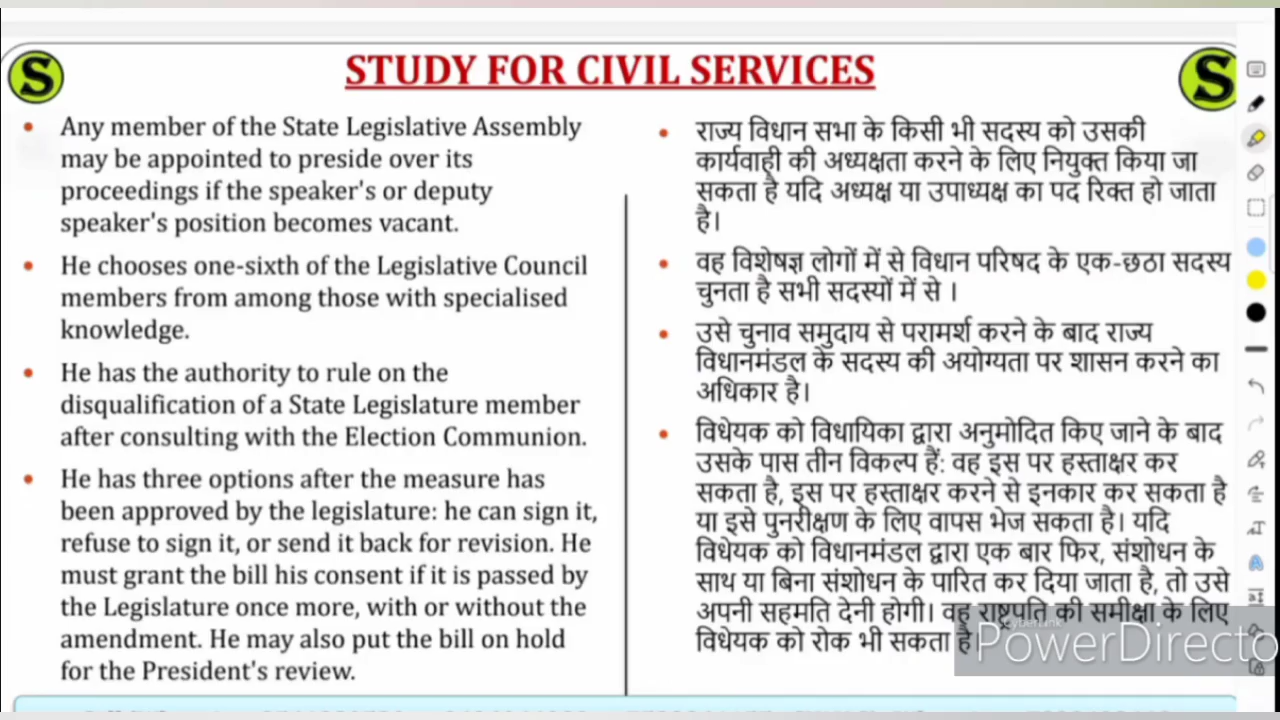 S
STUDY FOR CIVIL SERVICES
S
• Any member of the State Legislative Assembly
may be appointed to preside over its
proceedings if the speaker's or deputy
speaker's position becomes vacant.
• He chooses one-sixth of the Legislative Council
members from among those with specialised
knowledge.
• He has the authority to rule on the
disqualification of a State Legislature member
after consulting with the Election Communion.
• He has three options after the measure has
been approved by the legislature: he can sign it,
refuse to sign it, or send it back for revision. He
must grant the bill his consent if it is passed by
the Legislature once more, with or without the
amendment. He may also put the bill on hold
for the President's review.
• राज्य विधान सभा के किसी भी सदस्य को उसकी
कार्यवाही की अध्यक्षता करने के लिए नियुक्त किया जा
सकता है यदि अध्यक्ष या उपाध्यक्ष का पद रिक्त हो जाता
है।
• वह विशेषज्ञ लोगों में से विधान परिषद के एक-छठा सदस्य
चुनता है सभी सदस्यों में से ।
• उसे चुनाव समुदाय से परामर्श करने के बाद राज्य
विधानमंडल के सदस्य की अयोग्यता पर शासन करने का
अधिकार है।
• विधेयक को विधायिका द्वारा अनुमोदित किए जाने के बाद
उसके पास तीन विकल्प हैं: वह इस पर हस्ताक्षर कर
सकता है, इस पर हस्ताक्षर करने से इनकार कर सकता है
या इसे पुनरीक्षण के लिए वापस भेज सकता है। यदि
विधेयक को विधानमंडल द्वारा एक बार फिर, संशोधन के
साथ या बिना संशोधन के पारित कर दिया जाता है, तो उसे
अपनी सहमति देनी होगी। वह राष्ट्रपति की समीक्षा के लिए
विधेयक को रोक भी सकता है।
CyberLink
PowerDirecto